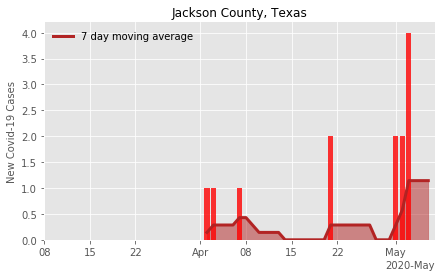 Jackson County, Texas
7 day moving average
New Covid-19 Cases
4.0
3.5
3.0
2.5
2.0
1.5
1.0
0.5
0.0
08 15 22 Apr 08 15 22 May
2020-May